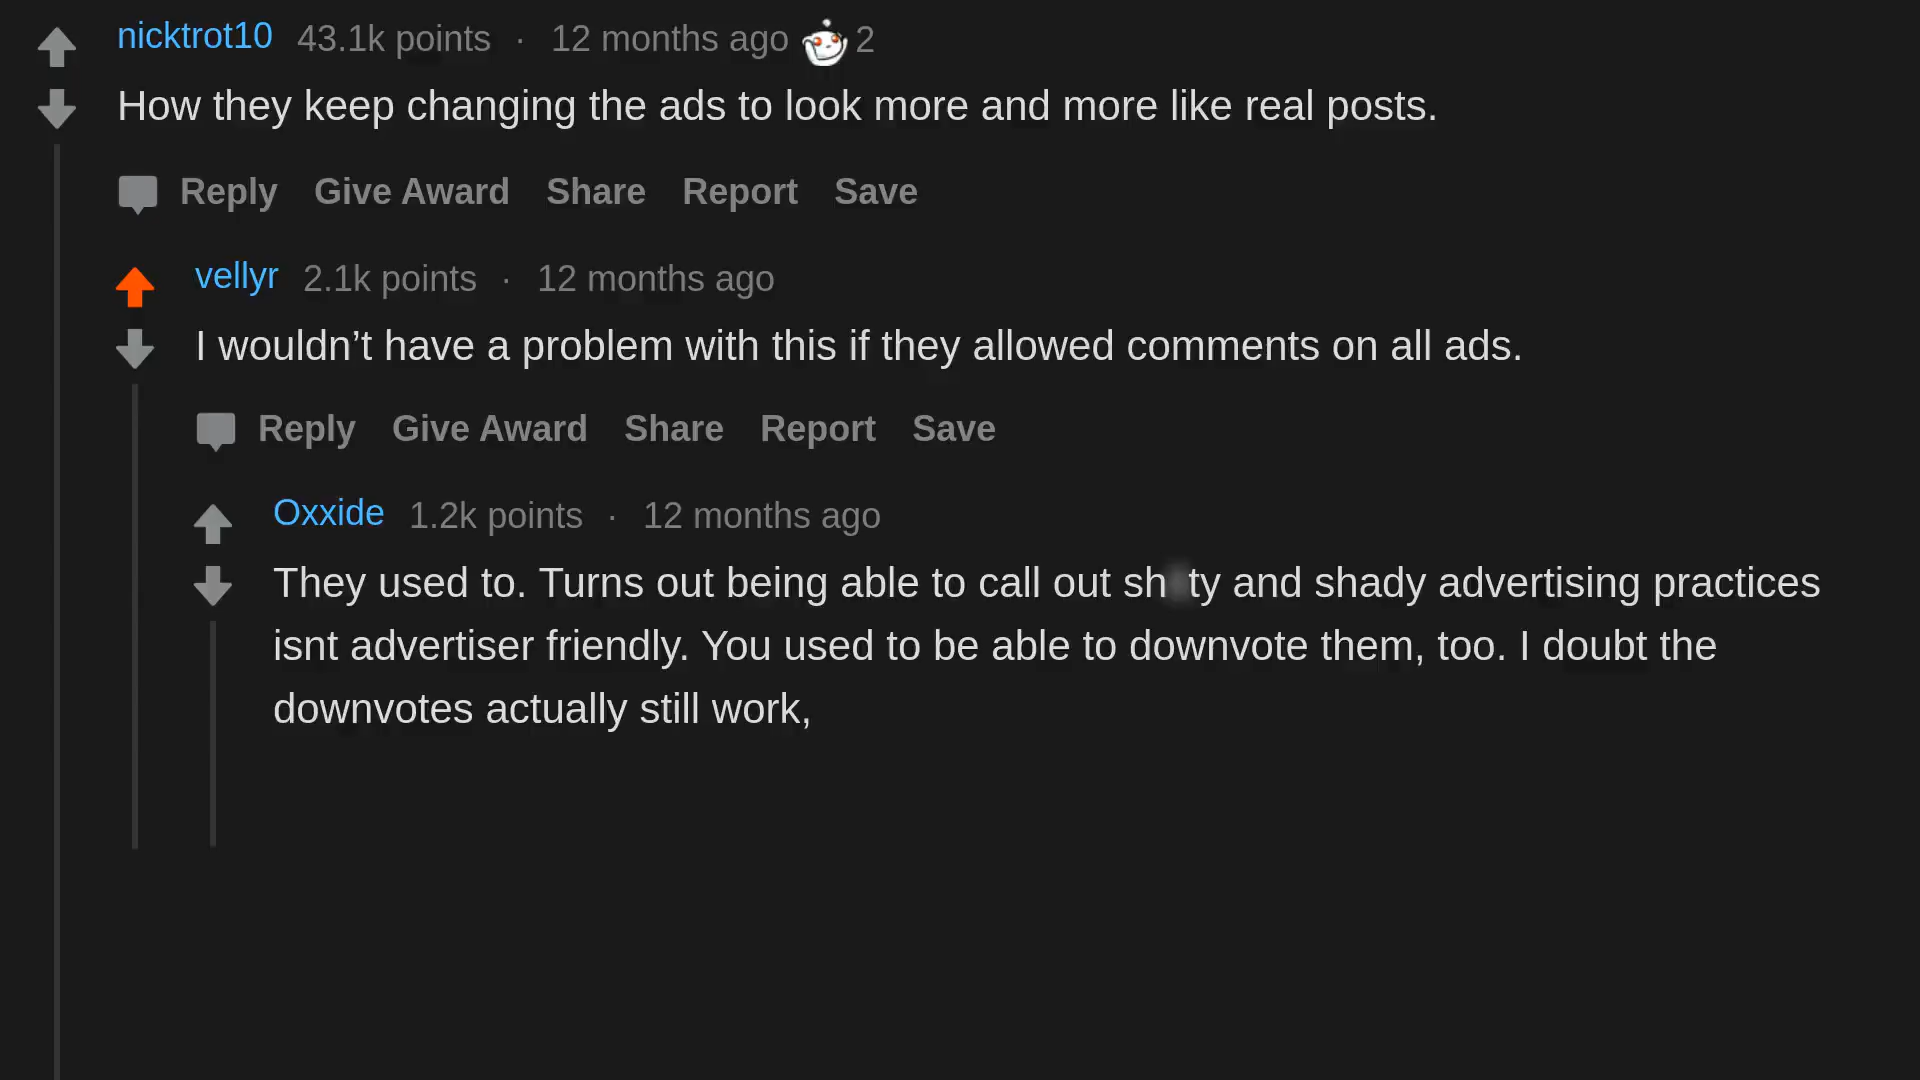 nicktrot10 43.1k points · 12 months ago 2
How they keep changing the ads to look more and more like real posts.
Reply Give Award Share Report Save
vellyr 2.1k points · 12 months ago
I wouldn’t have a problem with this if they allowed comments on all ads.
Reply Give Award Share Report Save
Oxxide 1.2k points · 12 months ago
They used to. Turns out being able to call out and shady advertising practices
isnt advertiser friendly. You used to be able to downvote them, too. I doubt the
downvotes actually still work,